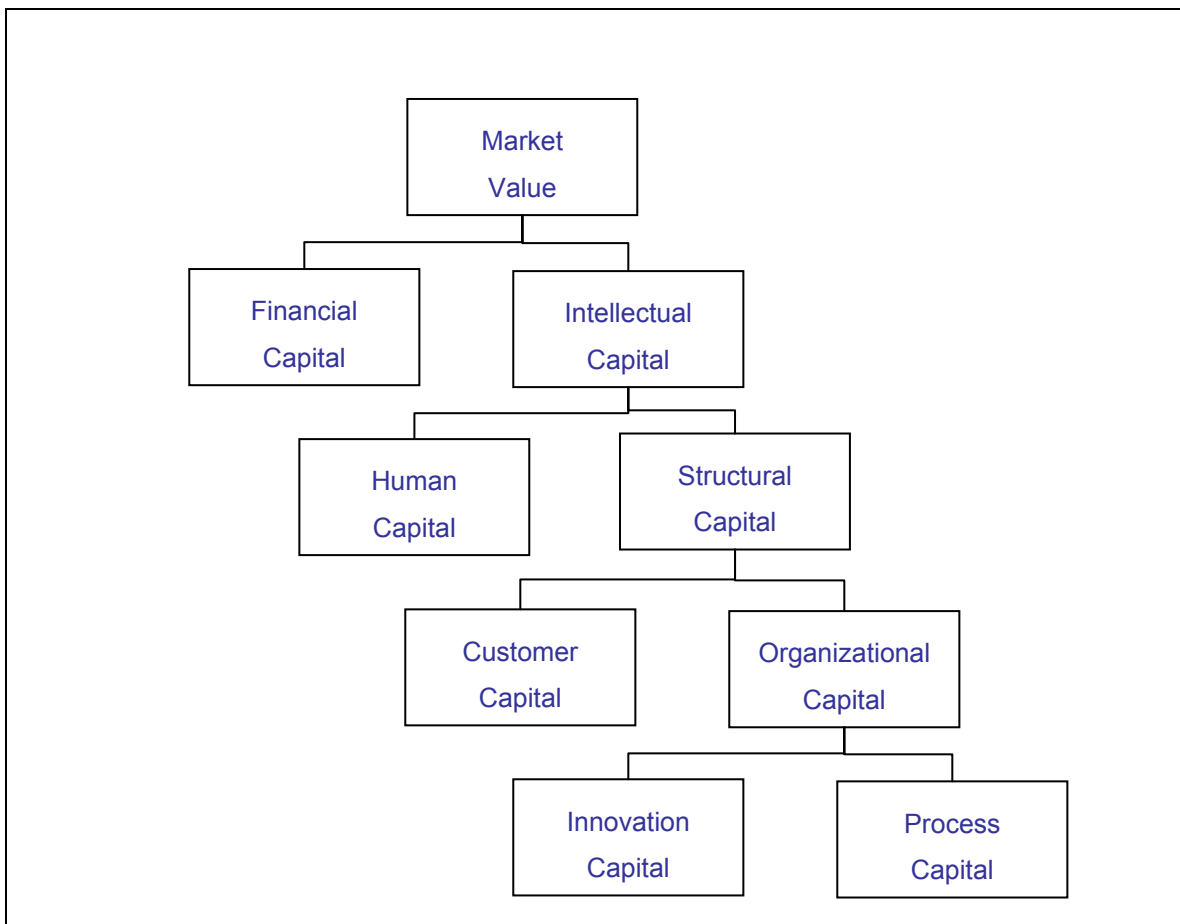 Market
Value
Financial
Capital
Intellectual
Capital
Human
Capital
Structural
Capital
Customer
Capital
Organizational
Capital
Innovation
Capital
Process
Capital